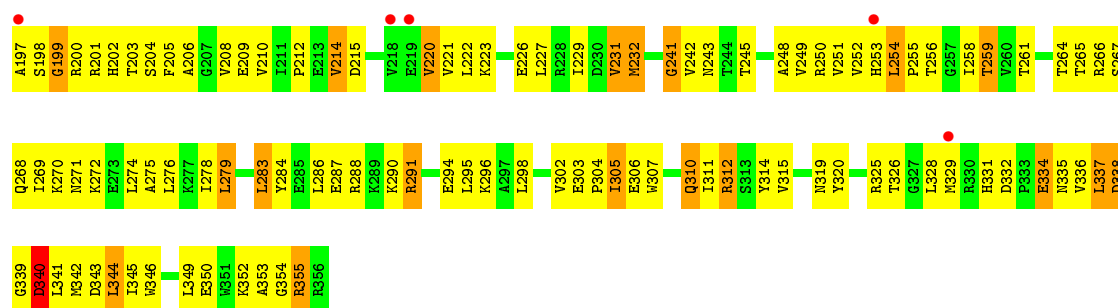 A197 S198 G199 R200 R201 H202 T203 S204 F205 A206 G207 V208 E209 V210 I211 P212 E213 V214 D215 V218 E219 V220 V221 L222 K223 E226 L227 R228 I229 D230 V231 M232 G241 V242 N243 T244 T245 A248 V249 R250 V251 V252 H253 L254 P255 T256 G257 I258 T259 V260 T261 T264 T265 R266 S267
Q268 I269 K270 N271 K272 E273 L274 A275 L276 K277 I278 L279 L283 Y284 E285 L286 E287 R288 K289 K290 R291 E294 L295 K296 A297 L298 V302 E303 P304 I305 E306 W307 Q310 I311 R312 S313 Y314 V315 N319 Y320 R325 T326 G327 L328 M329 R330 H331 D332 P333 E334 N335 V336 L337
G339 D340 L341 M342 D343 L344 I345 W346 L349 E350 W351 K352 A353 G354 R355 R356